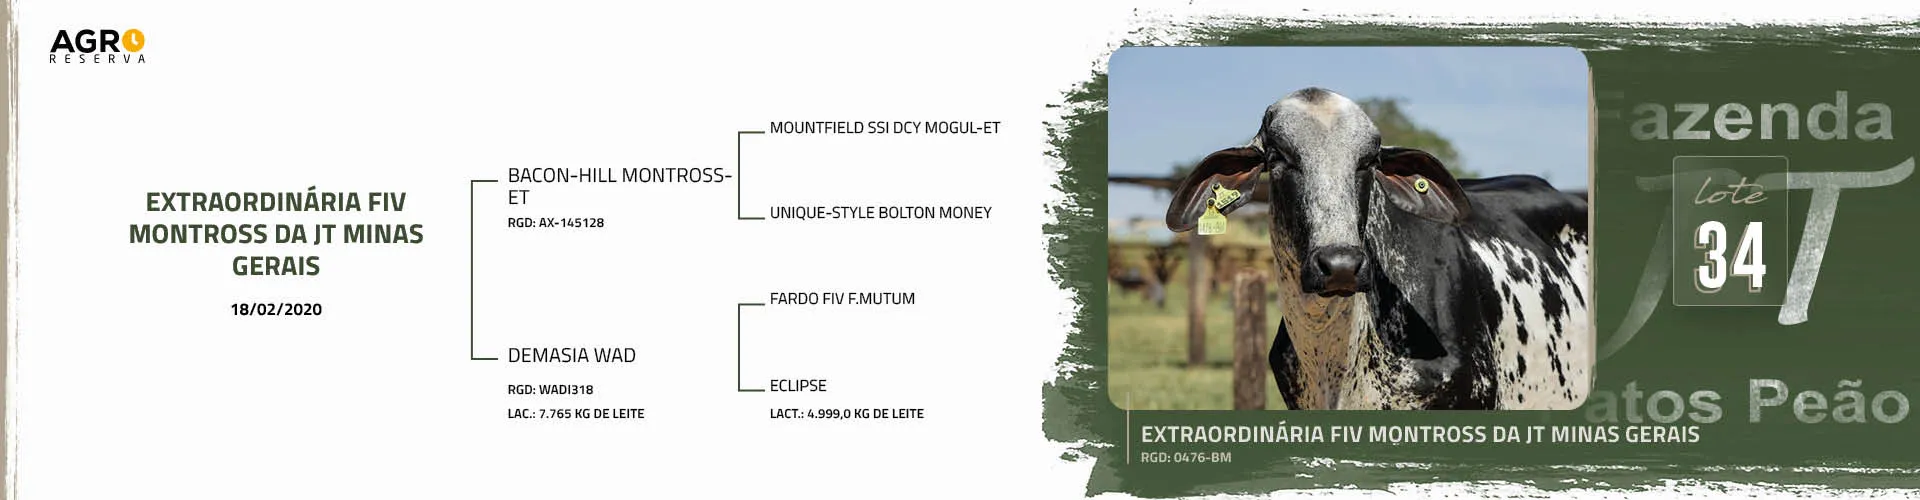 AGRO
RESERVA
EXTRAORDINÁRIA FIV
MONTROSS DA JT MINAS
GERAIS
18/02/2020
BACON-HILL MONTROSS-
ET
RGD: AX-145128
DEMASIA WAD
RGD: WADI318
LAC.: 7.765 KG DE LEITE
MOUNTFIELD SSI DCY MOGUL-ET
UNIQUE-STYLE BOLTON MONEY
FARDO FIV F.MUTUM
ECLIPSE
LACT.: 4.999,0 KG DE LEITE
Fazenda
JT
lote
34
atos Peão
EXTRAORDINÁRIA FIV MONTROSS DA JT MINAS GERAIS
RGD: 0476-BM